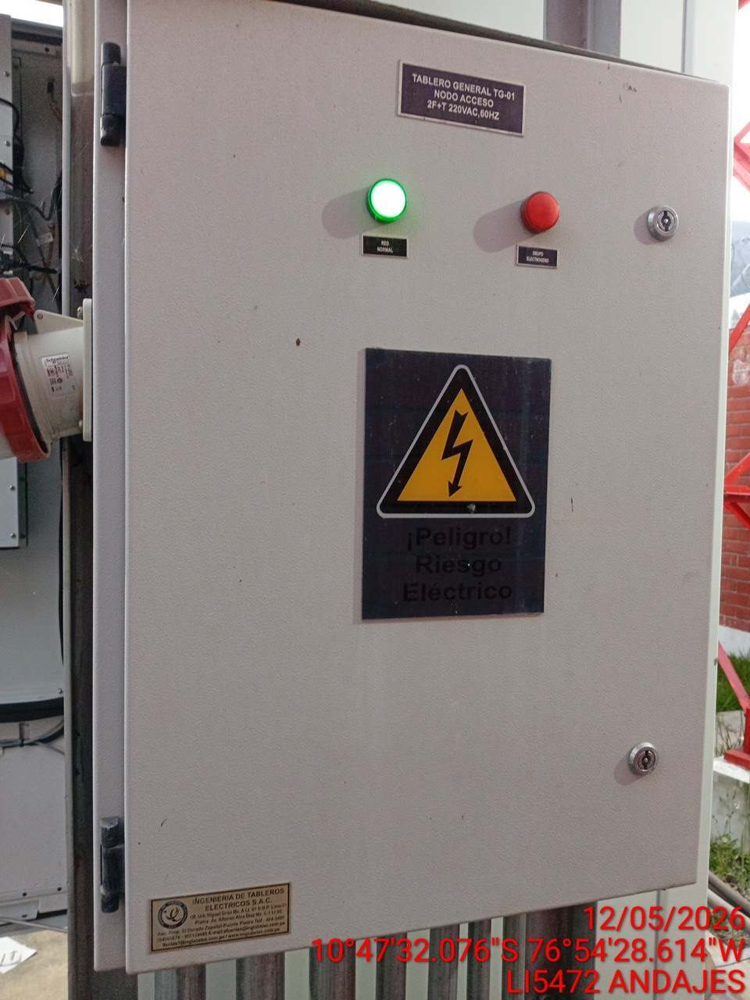 TABLERO GENERAL TG-01
NODO ACCESO
2F+T 220VAC,60HZ
RED
NORMAL
GRUPO
ELECTROGENO
¡Peligro!
Riesgo
Eléctrico
INGENIERIA DE TABLEROS
ELECTRICOS S.A.C.
12/05/2026
10°47'32.076"S 76°54'28.614"W
LI5472 ANDAJES